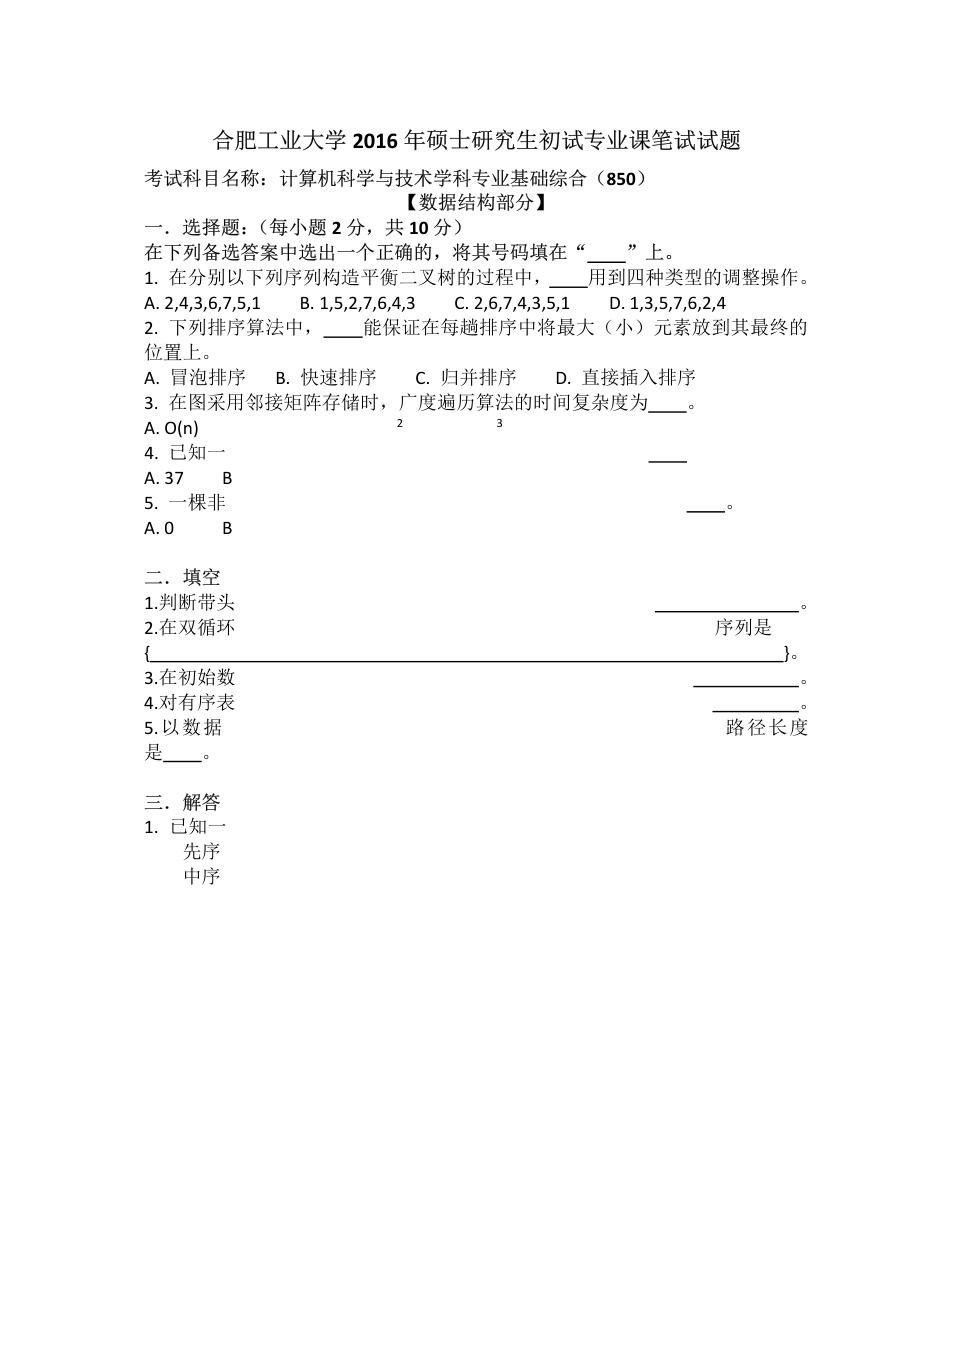 合肥工业大学 2016 年硕士研究生初试专业课笔试试题
考试科目名称：计算机科学与技术学科专业基础综合（850）
【数据结构部分】
一．选择题：（每小题 2 分，共 10 分）
在下列备选答案中选出一个正确的，将其号码填在“____”上。
1. 在分别以下列序列构造平衡二叉树的过程中，____用到四种类型的调整操作。
A. 2,4,3,6,7,5,1 B. 1,5,2,7,6,4,3 C. 2,6,7,4,3,5,1 D. 1,3,5,7,6,2,4
2. 下列排序算法中，____能保证在每趟排序中将最大（小）元素放到其最终的
位置上。
A. 冒泡排序 B. 快速排序 C. 归并排序 D. 直接插入排序
3. 在图采用邻接矩阵存储时，广度遍历算法的时间复杂度为____。
A. O(n) 2 3
4. 已知一 ____
A. 37 B
5. 一棵非 ____。
A. 0 B
二．填空
1.判断带头 _______________。
2.在双循环 序列是
{______________________________________________________________________}。
3.在初始数 ___________。
4.对有序表 _________。
5.以数据 路径长度
是____。
三．解答
1. 已知一
先序
中序